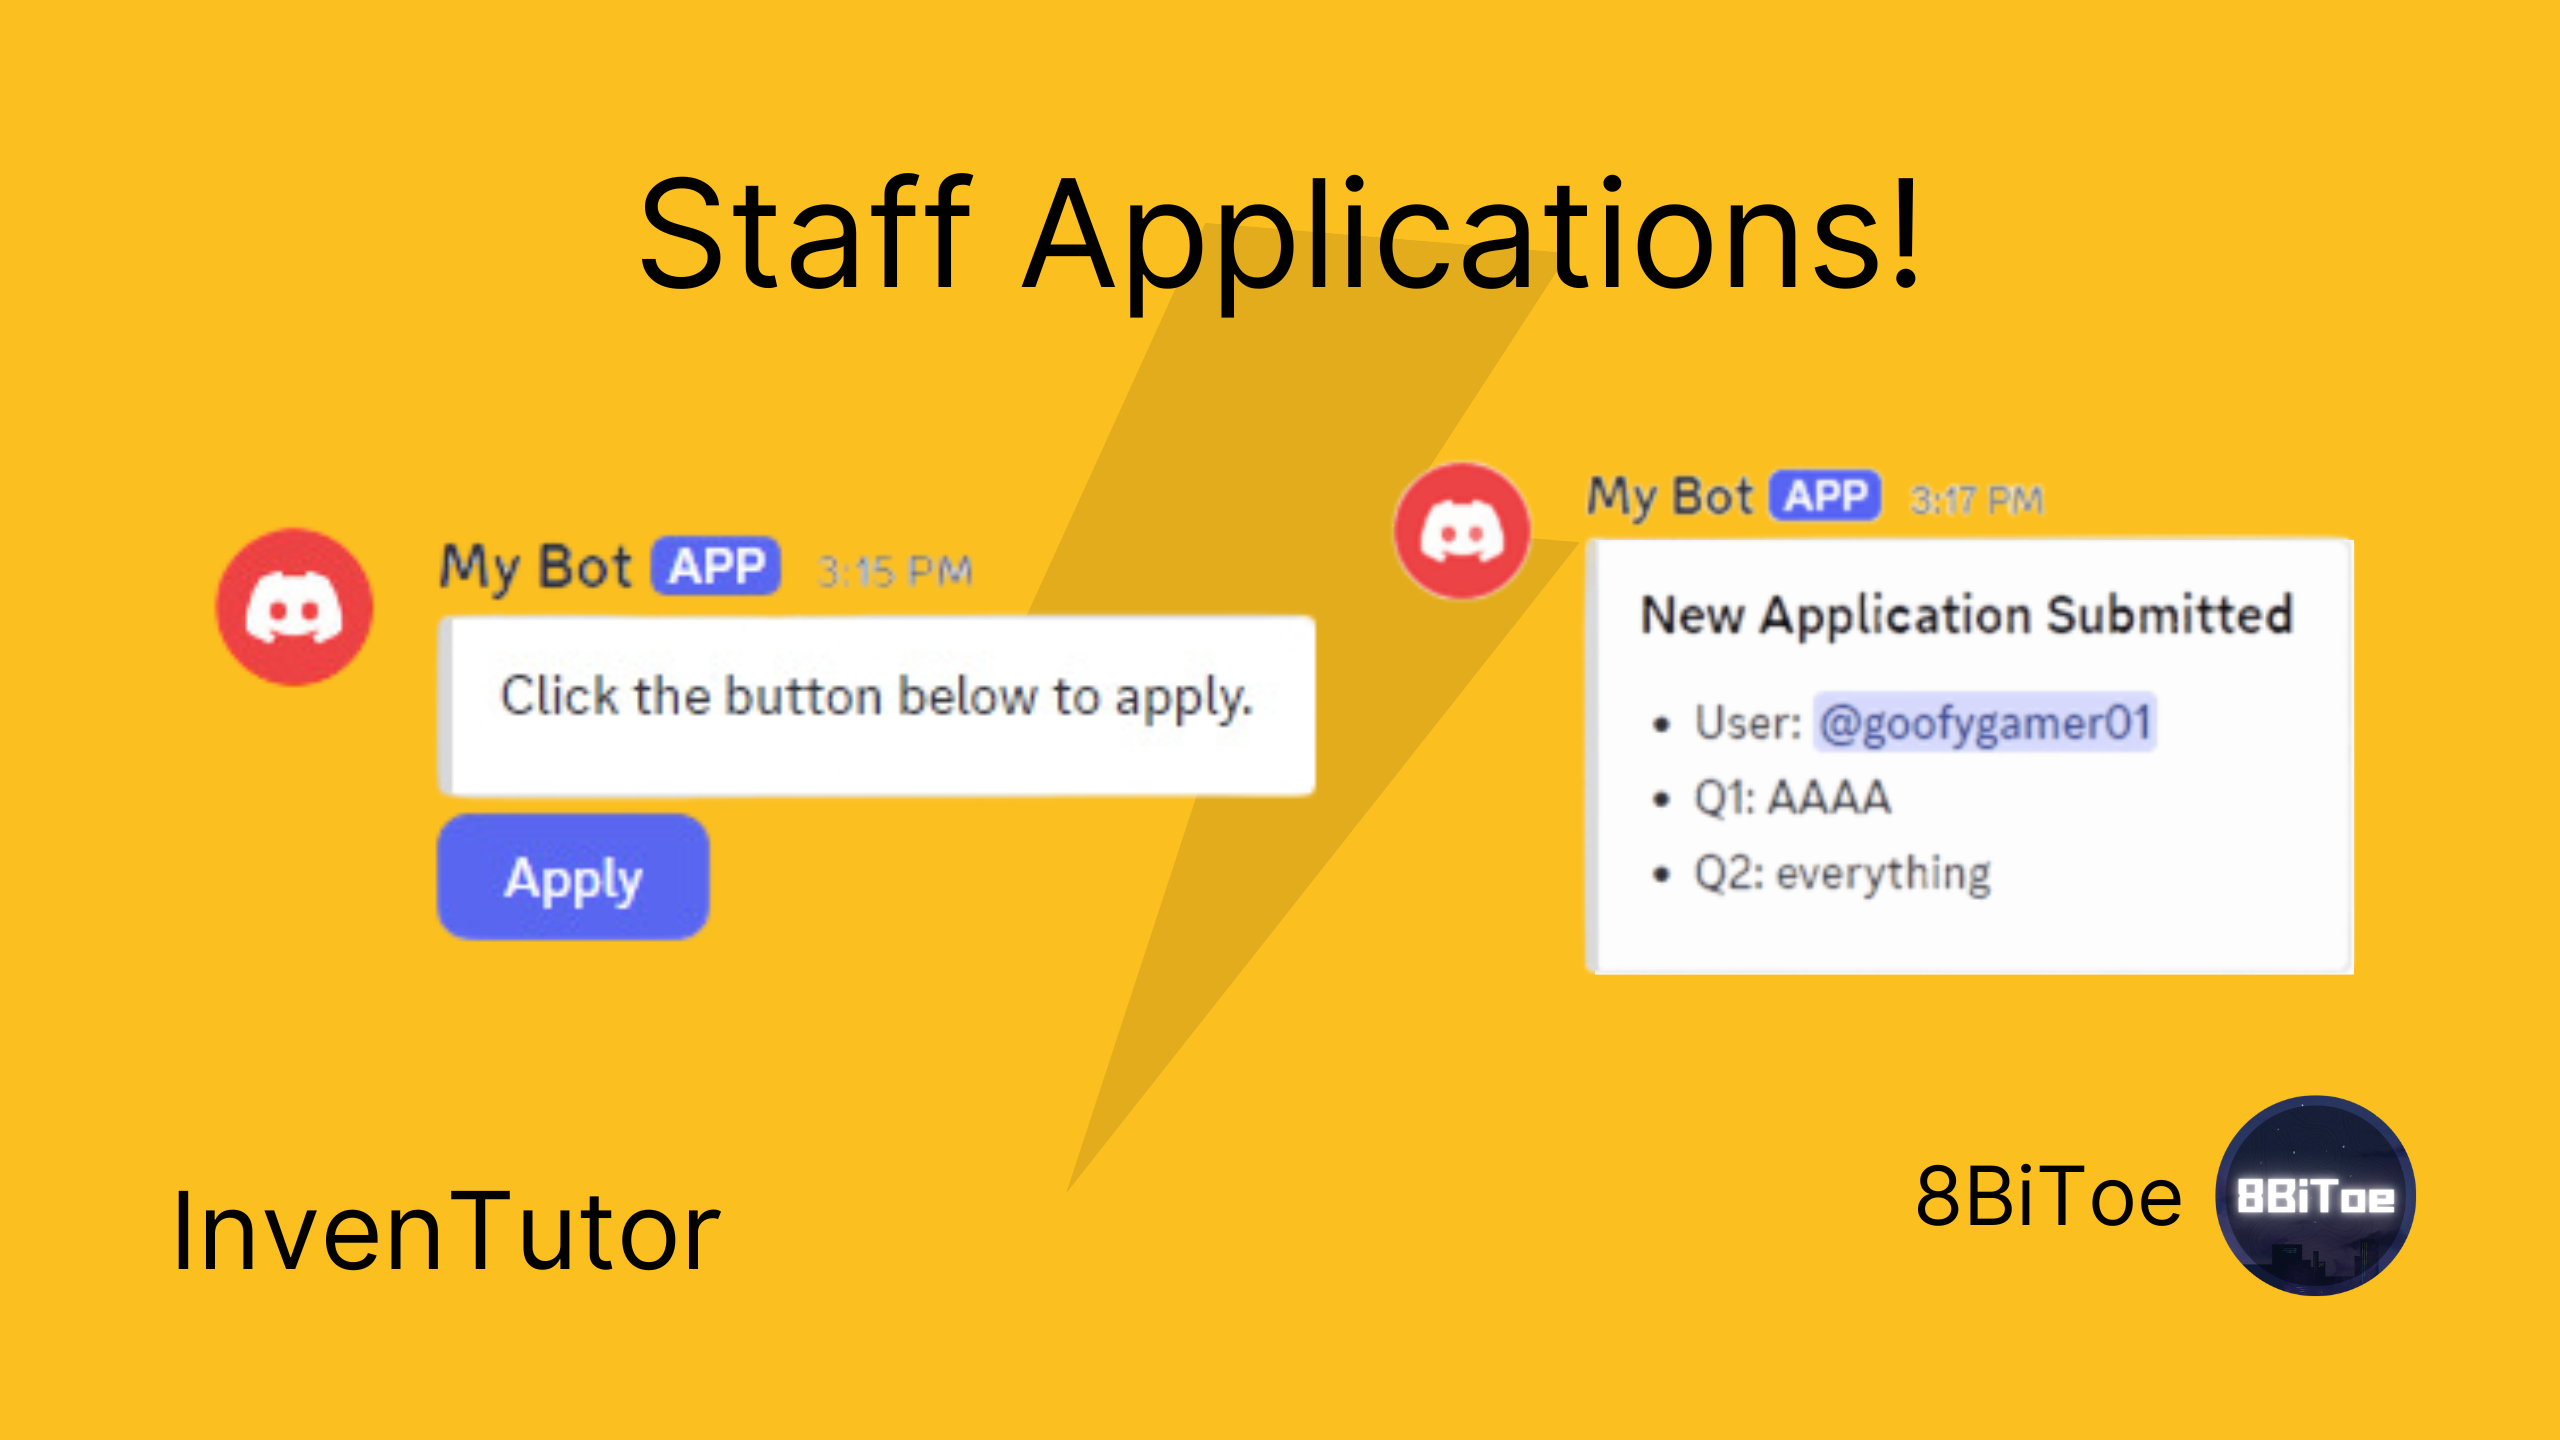 Staff Applications!
My Bot APP 3:15 PM
Click the button below to apply.
Apply
My Bot APP 3:17 PM
New Application Submitted
• User: @goofygamer01
• Q1: AAAA
• Q2: everything
InvenTutor
8BiToe
8BiToe